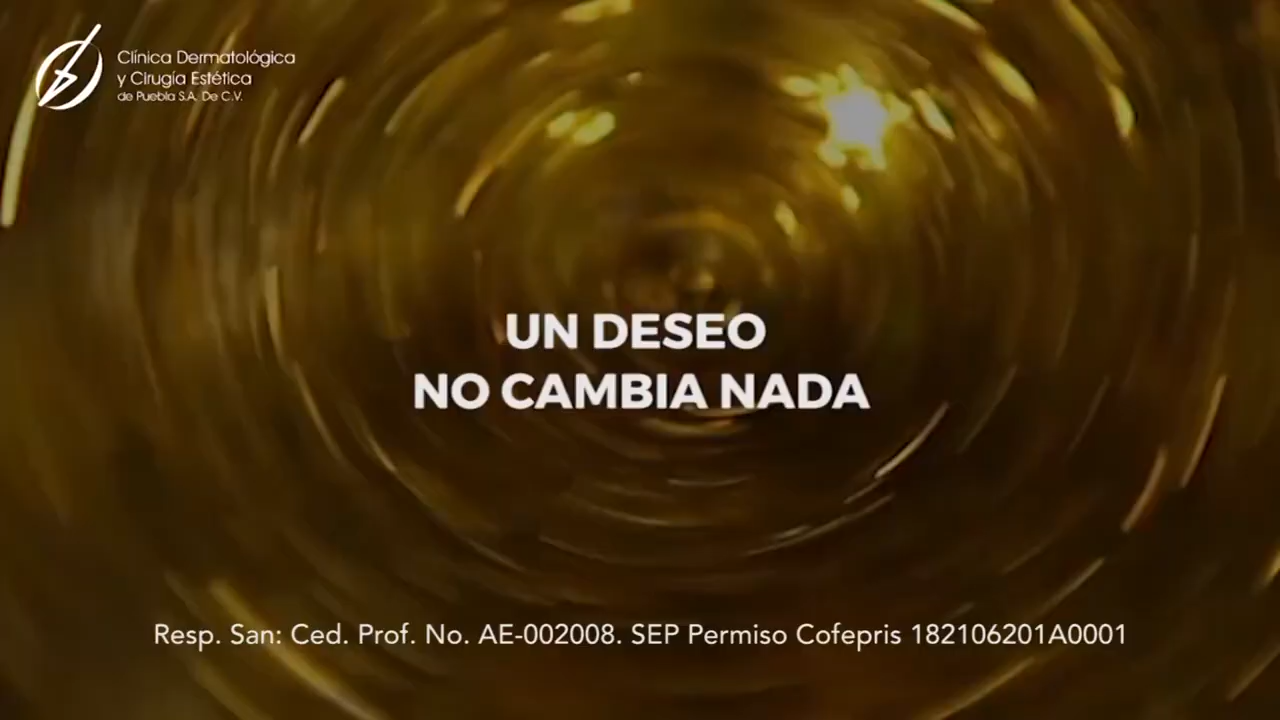 Clínica Dermatológica
y Cirugía Estética
de Puebla S.A. De C.V.
UN DESEO
NO CAMBIA NADA
Resp. San: Ced. Prof. No. AE-002008. SEP Permiso Cofepris 182106201A0001